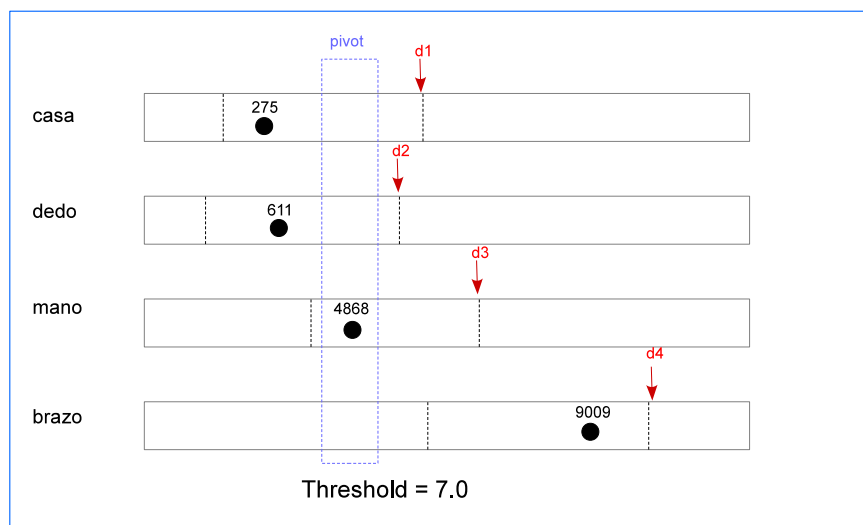 pivot
d1
casa
275
d2
dedo
611
d3
mano
4868
d4
brazo
9009
Threshold = 7.0